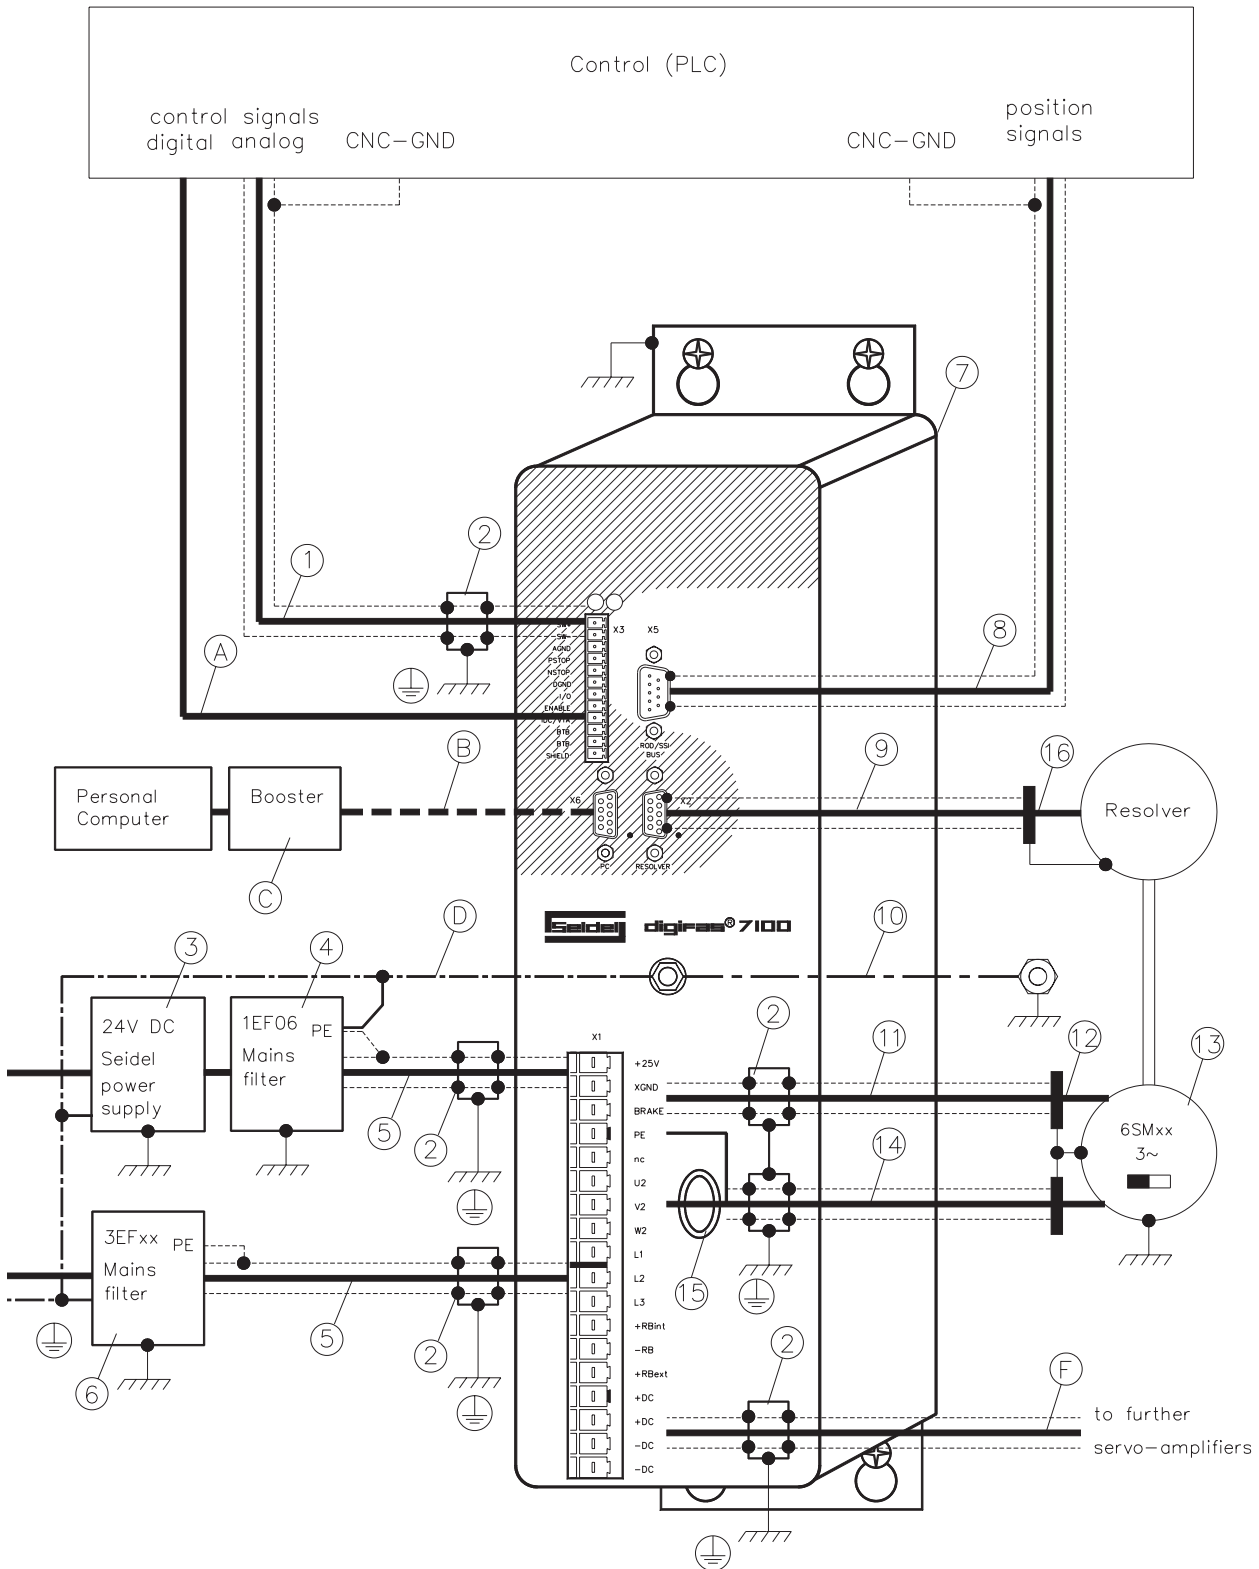 Control (PLC)
control signals
digital analog
CNC-GND
CNC-GND
position
signals
7
2
1
X3
X5
SW+
SW-
AGND
PSTOP
NSTOP
DGND
I/O
ENABLE
DC/VTA
BTB
BTB
SHIELD
ROD/SSI
BUS
8
A
B
9
16
Personal
Computer
Booster
X6
X2
PC
RESOLVER
Resolver
C
Seidel
digifas® 7100
D
10
3
4
24V DC
Seidel
power
supply
1EF06
PE
Mains
filter
X1
2
11
12
13
+25V
XGND
BRAKE
PE
nc
U2
V2
W2
L1
L2
L3
+RBint
-RB
+RBext
+DC
+DC
-DC
-DC
5
2
6SMxx
3~
14
15
3EFxx
PE
Mains
filter
6
5
2
2
F
to further
servo-amplifiers